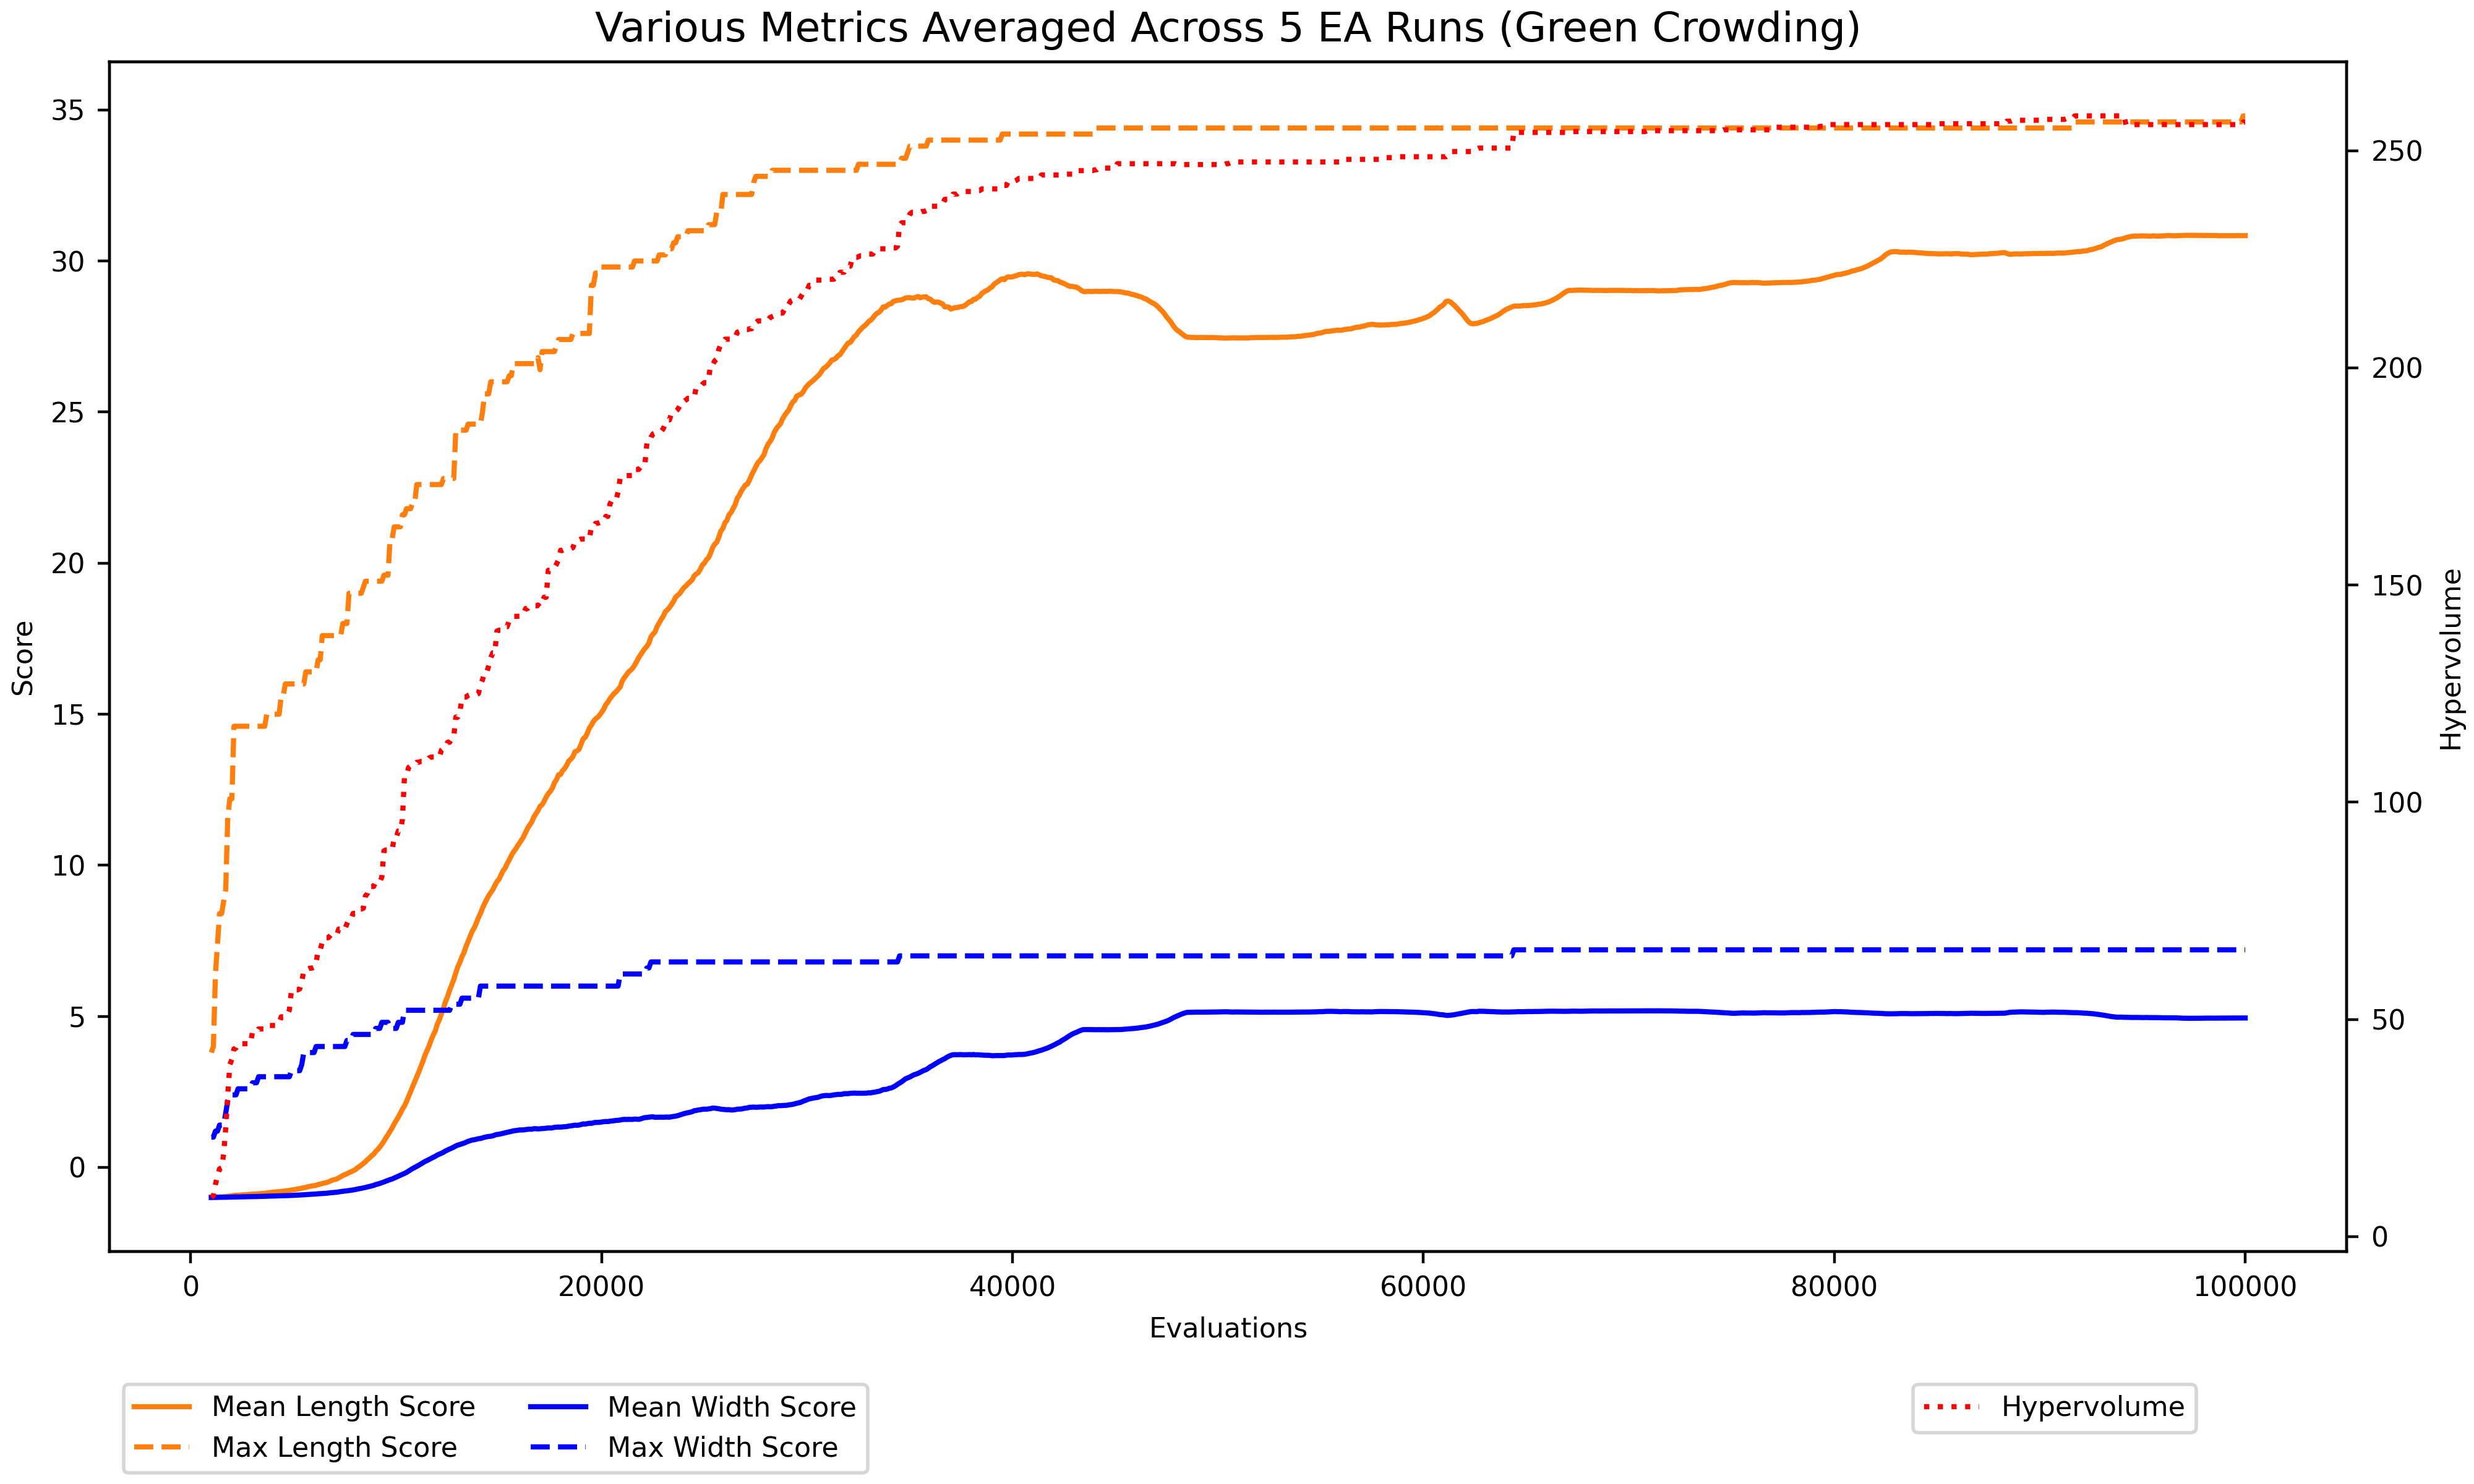 Various Metrics Averaged Across 5 EA Runs (Green Crowding)
35
30
25
20
15
10
5
0
Score
250
200
150
100
50
0
Hypervolume
0 20000 40000 60000 80000 100000
Evaluations
Mean Length Score Mean Width Score
Max Length Score Max Width Score
Hypervolume